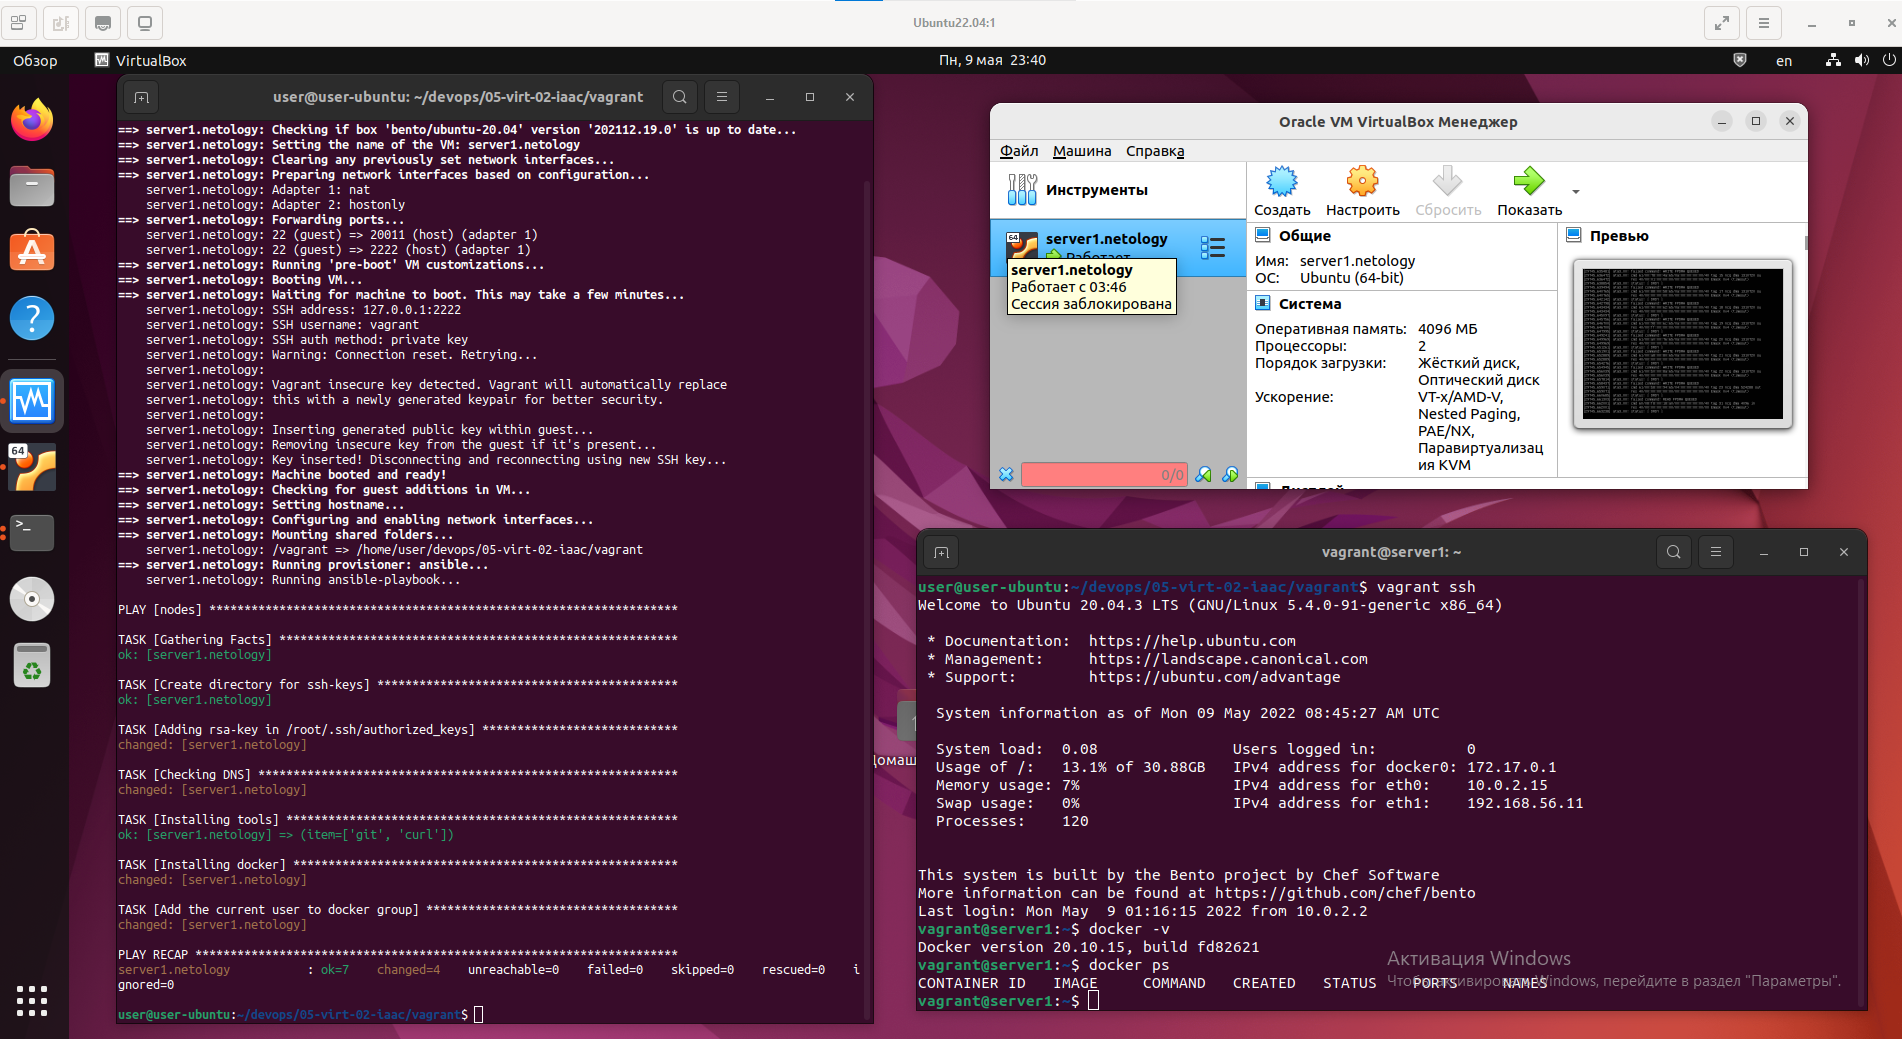 Ubuntu22.04:1
Обзор
VirtualBox
Пн, 9 мая 23:40
en
user@user-ubuntu: ~/devops/05-virt-02-iaac/vagrant
==> server1.netology: Checking if box 'bento/ubuntu-20.04' version '202112.19.0' is up to date...
==> server1.netology: Setting the name of the VM: server1.netology
==> server1.netology: Clearing any previously set network interfaces...
==> server1.netology: Preparing network interfaces based on configuration...
server1.netology: Adapter 1: nat
server1.netology: Adapter 2: hostonly
==> server1.netology: Forwarding ports...
server1.netology: 22 (guest) => 20011 (host) (adapter 1)
server1.netology: 22 (guest) => 2222 (host) (adapter 1)
==> server1.netology: Running 'pre-boot' VM customizations...
==> server1.netology: Booting VM...
==> server1.netology: Waiting for machine to boot. This may take a few minutes...
server1.netology: SSH address: 127.0.0.1:2222
server1.netology: SSH username: vagrant
server1.netology: SSH auth method: private key
server1.netology: Warning: Connection reset. Retrying...
server1.netology:
server1.netology: Vagrant insecure key detected. Vagrant will automatically replace
server1.netology: this with a newly generated keypair for better security.
server1.netology:
server1.netology: Inserting generated public key within guest...
server1.netology: Removing insecure key from the guest if it's present...
server1.netology: Key inserted! Disconnecting and reconnecting using new SSH key...
==> server1.netology: Machine booted and ready!
==> server1.netology: Checking for guest additions in VM...
==> server1.netology: Setting hostname...
==> server1.netology: Configuring and enabling network interfaces...
==> server1.netology: Mounting shared folders...
server1.netology: /vagrant => /home/user/devops/05-virt-02-iaac/vagrant
==> server1.netology: Running provisioner: ansible...
server1.netology: Running ansible-playbook...
PLAY [nodes] *******************************************************************
TASK [Gathering Facts] *********************************************************
ok: [server1.netology]
TASK [Create directory for ssh-keys] *******************************************
ok: [server1.netology]
TASK [Adding rsa-key in /root/.ssh/authorized_keys] ****************************
changed: [server1.netology]
TASK [Checking DNS] ************************************************************
changed: [server1.netology]
TASK [Installing tools] ********************************************************
ok: [server1.netology] => (item=['git', 'curl'])
TASK [Installing docker] *******************************************************
changed: [server1.netology]
TASK [Add the current user to docker group] ************************************
changed: [server1.netology]
PLAY RECAP *********************************************************************
server1.netology : ok=7 changed=4 unreachable=0 failed=0 skipped=0 rescued=0 i
gnored=0
user@user-ubuntu:~/devops/05-virt-02-iaac/vagrant$
Oracle VM VirtualBox Менеджер
Файл Машина Справка
Инструменты
Создать Настроить Сбросить Показать
64
server1.netology
Работает
server1.netology
Работает с 03:46
Сессия заблокирована
0/0
Общие
Имя: server1.netology
ОС: Ubuntu (64-bit)
Система
Оперативная память: 4096 МБ
Процессоры: 2
Порядок загрузки: Жёсткий диск,
Оптический диск
Ускорение: VT-x/AMD-V,
Nested Paging,
PAE/NX,
Паравиртуализац
ия KVM
Дисплей
Превью
64
Домаш
vagrant@server1: ~
user@user-ubuntu:~/devops/05-virt-02-iaac/vagrant$ vagrant ssh
Welcome to Ubuntu 20.04.3 LTS (GNU/Linux 5.4.0-91-generic x86_64)
* Documentation: https://help.ubuntu.com
* Management: https://landscape.canonical.com
* Support: https://ubuntu.com/advantage
System information as of Mon 09 May 2022 08:45:27 AM UTC
System load: 0.08 Users logged in: 0
Usage of /: 13.1% of 30.88GB IPv4 address for docker0: 172.17.0.1
Memory usage: 7% IPv4 address for eth0: 10.0.2.15
Swap usage: 0% IPv4 address for eth1: 192.168.56.11
Processes: 120
This system is built by the Bento project by Chef Software
More information can be found at https://github.com/chef/bento
Last login: Mon May 9 01:16:15 2022 from 10.0.2.2
vagrant@server1:~$ docker -v
Docker version 20.10.15, build fd82621
vagrant@server1:~$ docker ps
CONTAINER ID IMAGE COMMAND CREATED STATUS PORTS NAMES
vagrant@server1:~$
Активация Windows
Чтобы активировать Windows, перейдите в раздел "Параметры".